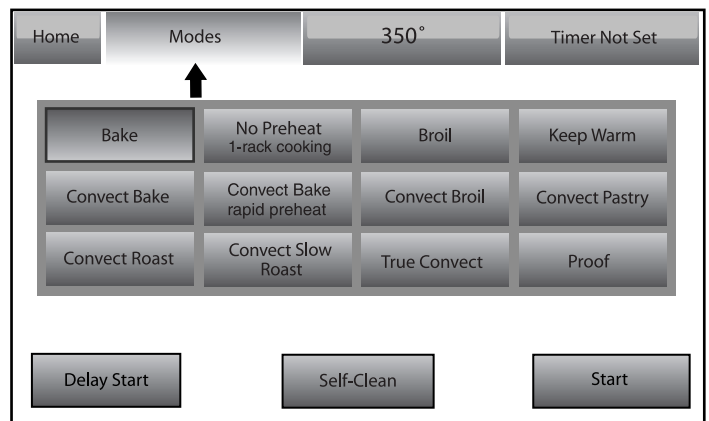 Home Modes 350° Timer Not Set
Bake No Preheat Broil Keep Warm
1-rack cooking
Convect Bake Convect Bake Convect Broil Convect Pastry
rapid preheat
Convect Roast Convect Slow True Convect Proof
Roast
Delay Start Self-Clean Start